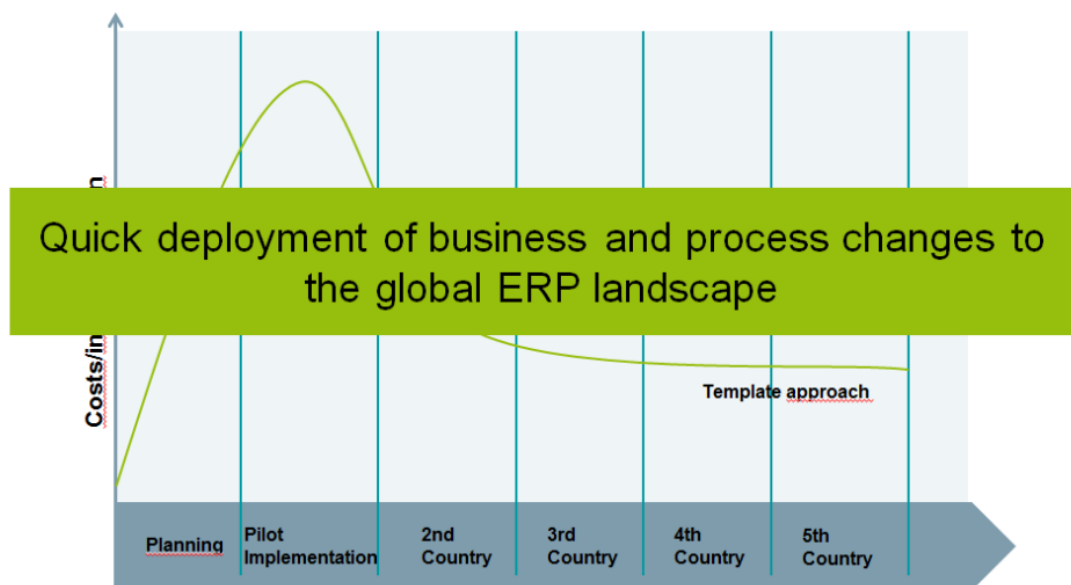 Quick deployment of business and process changes to
the global ERP landscape
Template approach
Planning
Pilot
Implementation
2nd
Country
3rd
Country
4th
Country
5th
Country